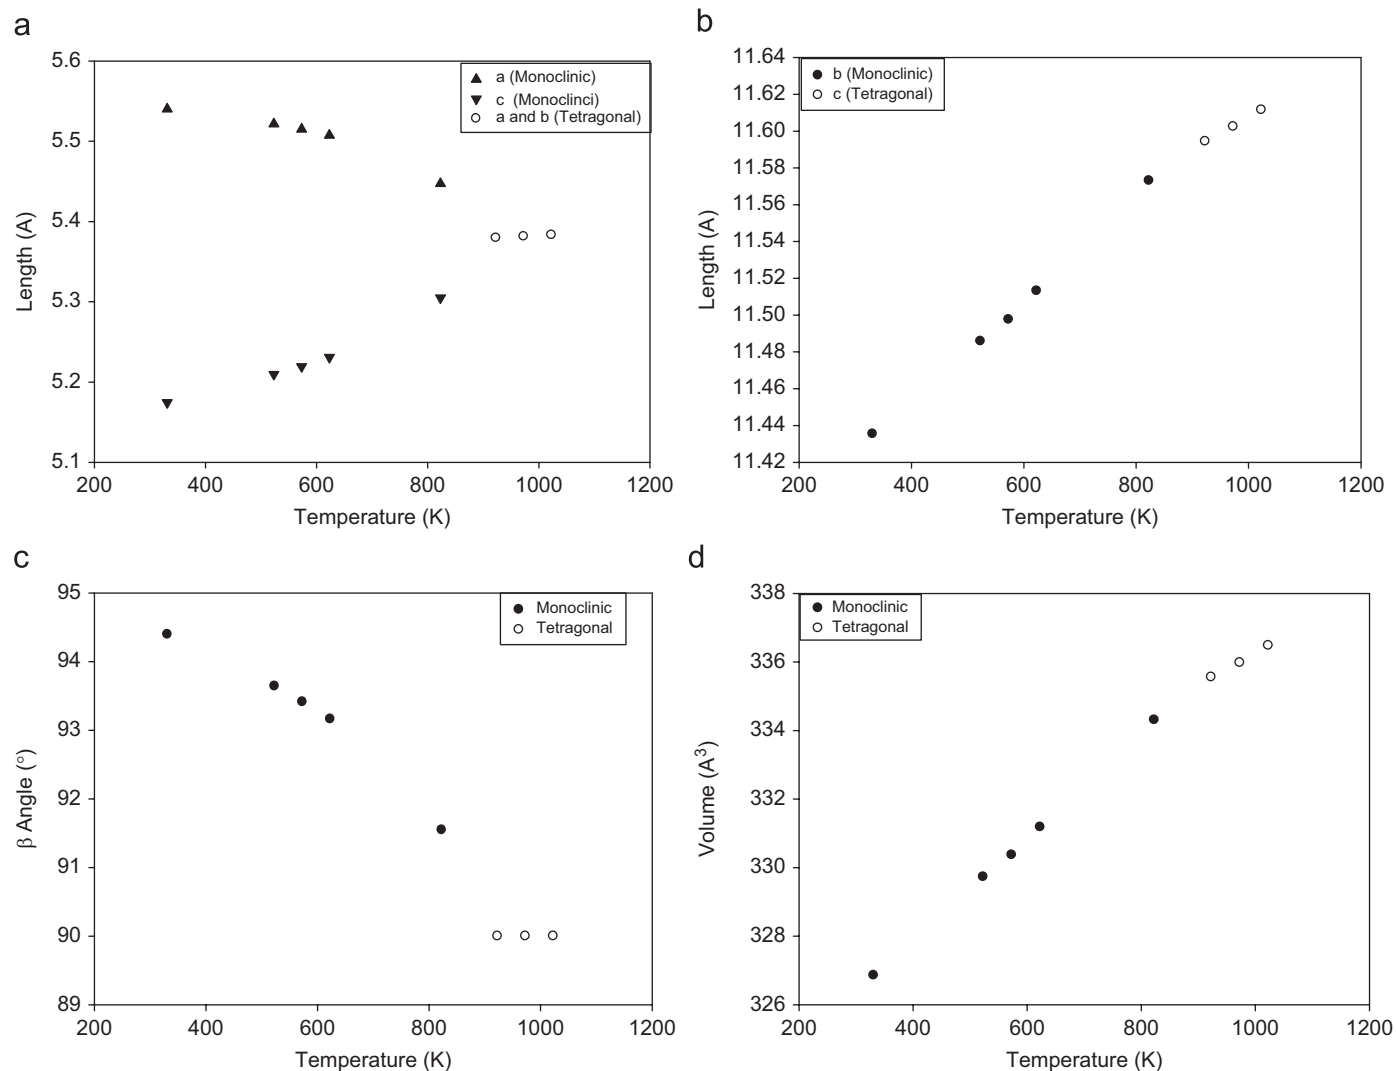 a
5.6
5.5
5.4
5.3
5.2
5.1
Length (A)
a (Monoclinic)
c (Monoclinci)
a and b (Tetragonal)
200 400 600 800 1000 1200
Temperature (K)
b
11.64
11.62
11.60
11.58
11.56
11.54
11.52
11.50
11.48
11.46
11.44
11.42
Length (A)
b (Monoclinic)
c (Tetragonal)
200 400 600 800 1000 1200
Temperature (K)
c
95
94
93
92
91
90
89
β Angle (°)
Monoclinic
Tetragonal
200 400 600 800 1000 1200
Temperature (K)
d
338
336
334
332
330
328
326
Volume (A³)
Monoclinic
Tetragonal
200 400 600 800 1000 1200
Temperature (K)